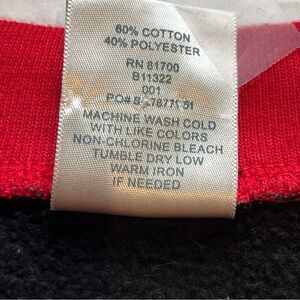 60% COTTON
40% POLYESTER
RN 81700
B11322
001
PO#
MACHINE WASH COLD
WITH LIKE COLORS
NON-CHLORINE BLEACH
TUMBLE DRY LOW
WARM IRON
IF NEEDED